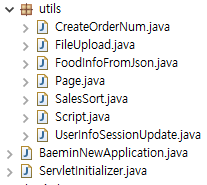 utils
CreateOrderNum.java
FileUpload.java
FoodInfoFromJson.java
Page.java
SalesSort.java
Script.java
UserInfoSessionUpdate.java
BaeminNewApplication.java
ServletInitializer.java